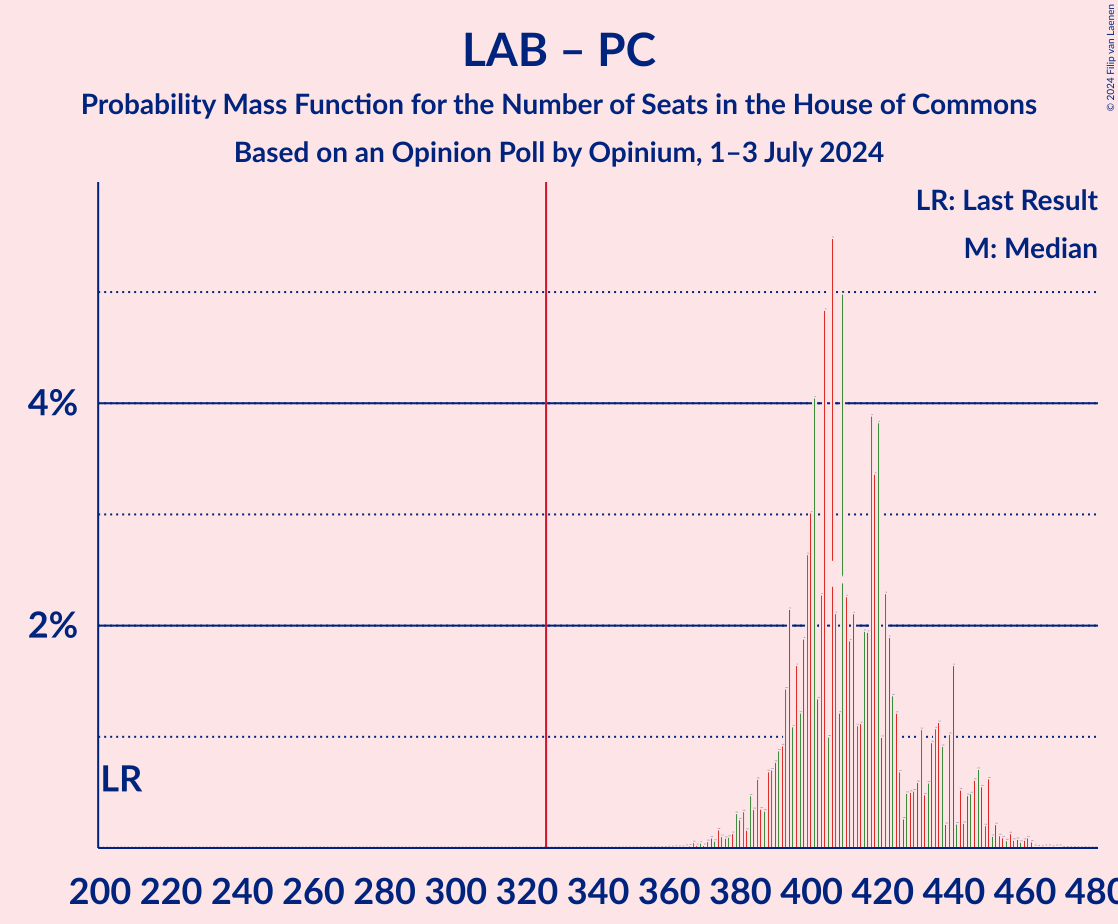 LAB – PC
Probability Mass Function for the Number of Seats in the House of Commons
Based on an Opinion Poll by Opinium, 1–3 July 2024
© 2024 Filip van Laenen
LR: Last Result
M: Median
4%
2%
LR
200 220 240 260 280 300 320 340 360 380 400 420 440 460 480